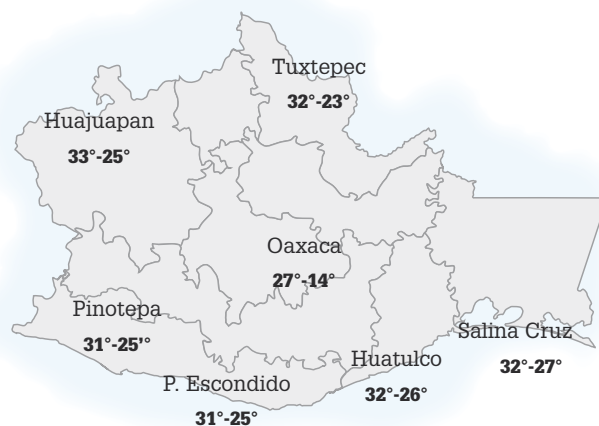 Tuxtepec
32°-23°
Huajuapan
33°-25°
Oaxaca
27°-14°
Pinotepa
31°-25'°
Salina Cruz
32°-27°
Huatulco
32°-26°
P. Escondido
31°-25°